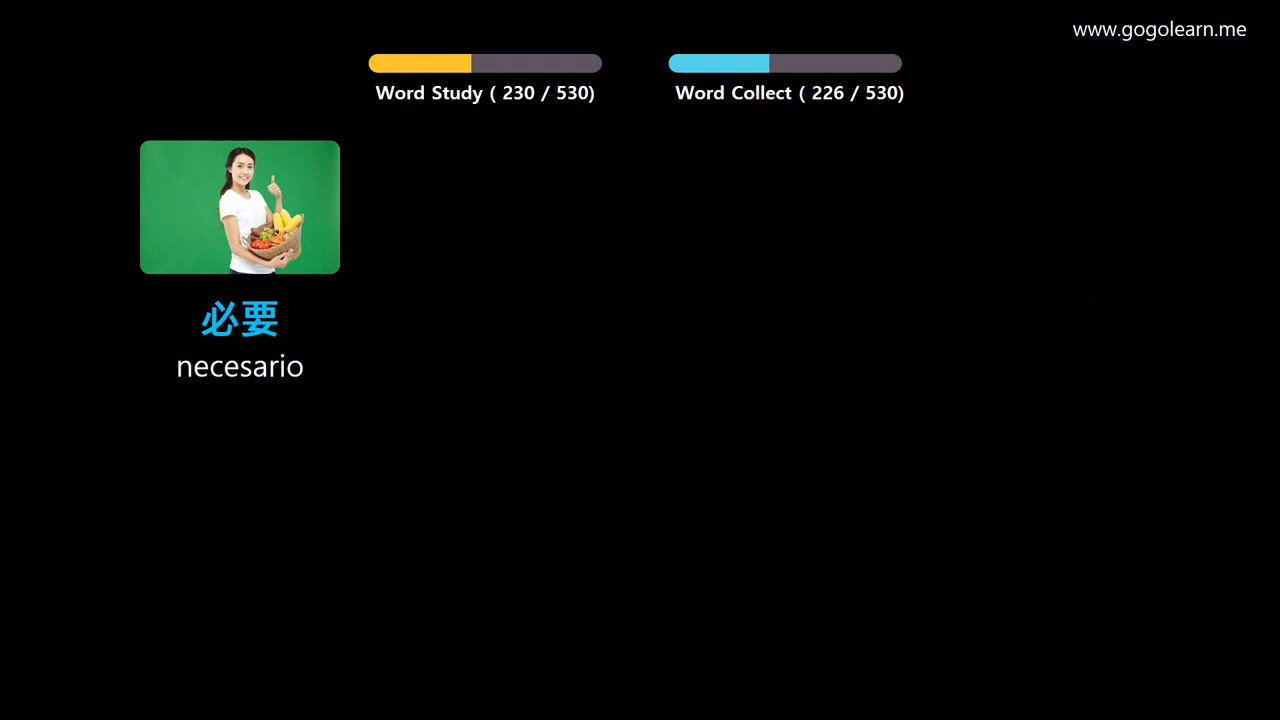 www.gogolearn.me
Word Study ( 230 / 530)
Word Collect ( 226 / 530)
必要
necesario